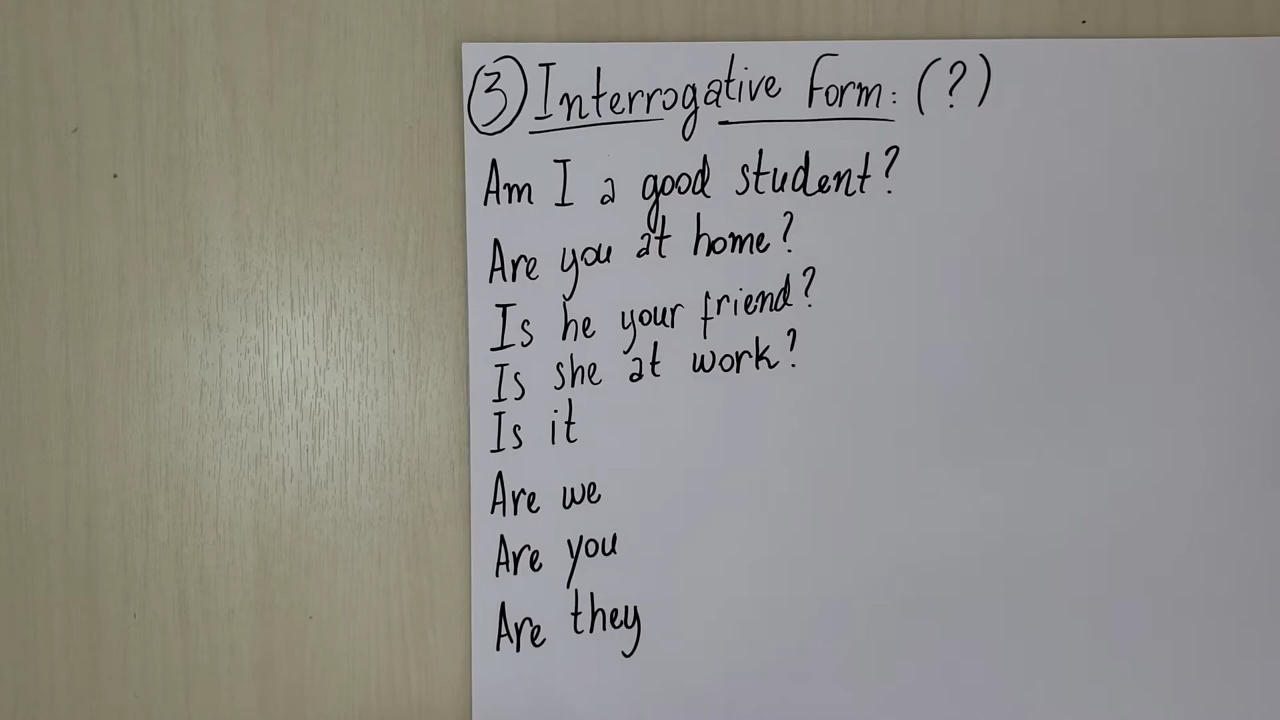 ③ Interrogative Form: (?)
Am I a good student?
Are you at home?
Is he your friend?
Is she at work?
Is it
Are we
Are you
Are they